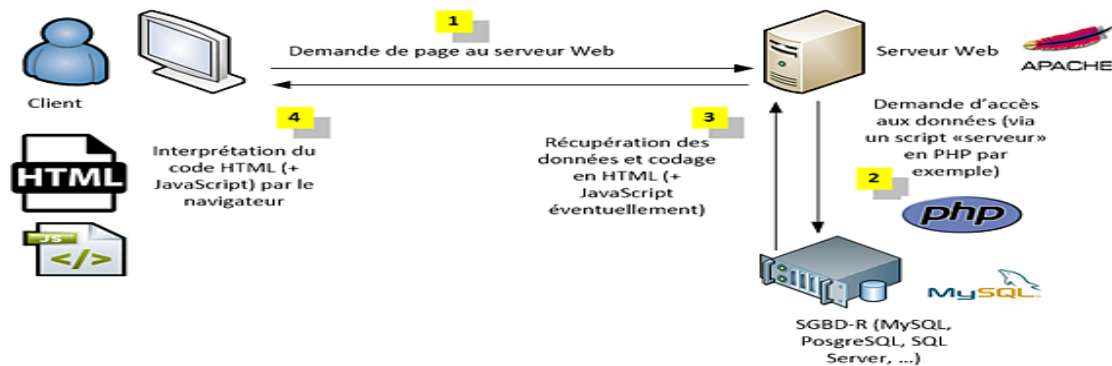 1
Demande de page au serveur Web
Serveur Web
APACHE
Client
4
Interprétation du
code HTML (+
JavaScript) par le
navigateur
HTML
JS
</>
3
Récupération des
données et codage
en HTML (+
JavaScript
éventuellement)
Demande d'accès
aux données (via
un script «serveur»
en PHP par
exemple)
2
php
MySQL
SGBD-R (MySQL,
PosgreSQL, SQL
Server, ...)